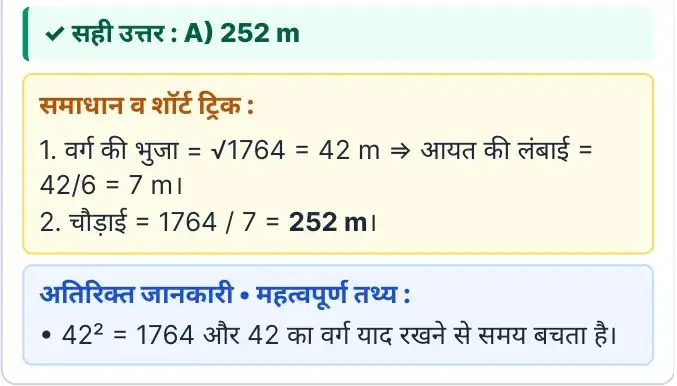 ✓ सही उत्तर : A) 252 m
समाधान व शॉर्ट ट्रिक :
1. वर्ग की भुजा = √1764 = 42 m ⇒ आयत की लंबाई =
42/6 = 7 m।
2. चौड़ाई = 1764 / 7 = 252 m।
अतिरिक्त जानकारी • महत्वपूर्ण तथ्य :
• 42² = 1764 और 42 का वर्ग याद रखने से समय बचता है।